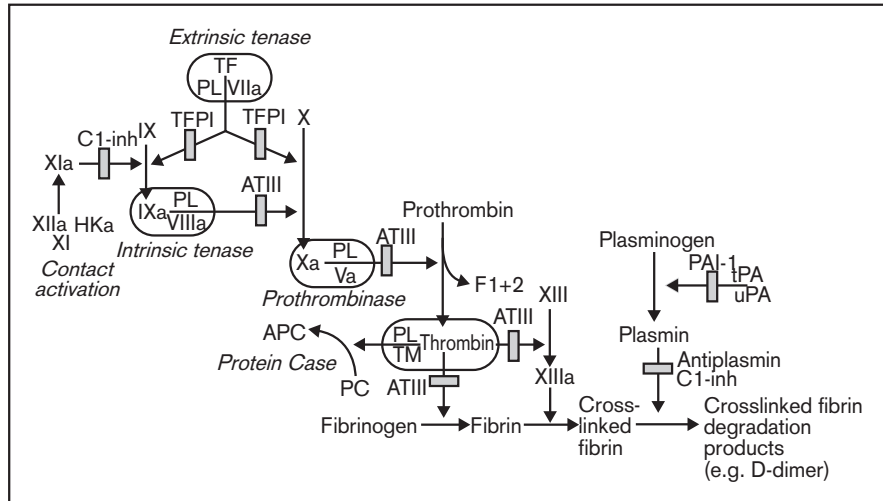 Extrinsic tenase
TF
PL VIIa
TFPI
TFPI
X
C1-inh
IX
XIa
ATIII
PL
IXa
VIIIa
XIIa HKa
XI
Intrinsic tenase
Contact
activation
Prothrombin
ATIII
PL
Xa
Va
Prothrombinase
F1+2
Plasminogen
PAI-1
tPA
uPA
XIII
ATIII
APC
PL
Thrombin
TM
Protein Case
PC
ATIII
XIIIa
Plasmin
Antiplasmin
C1-inh
Fibrinogen
Fibrin
Cross-
linked
fibrin
Crosslinked fibrin
degradation
products
(e.g. D-dimer)